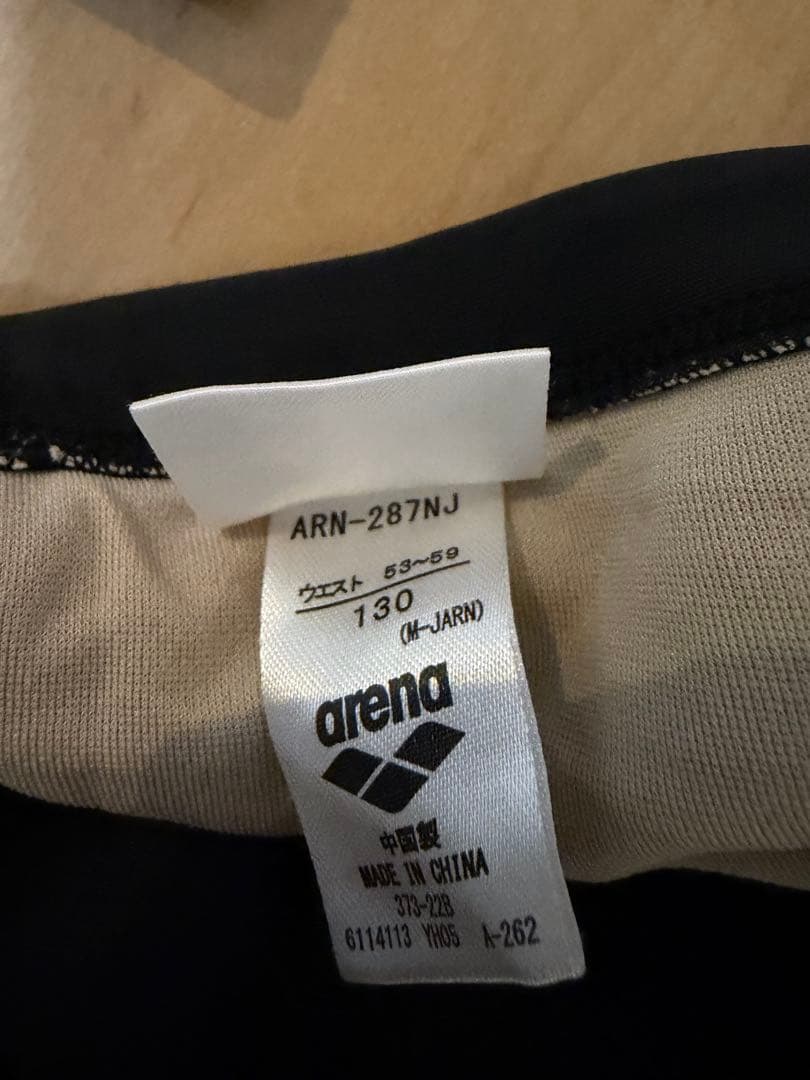 ARN-287NJ
ウエスト 53～59
130
(M-JARN)
arena
中国製
MADE IN CHINA
373-22B
6114113 YH05 A-262